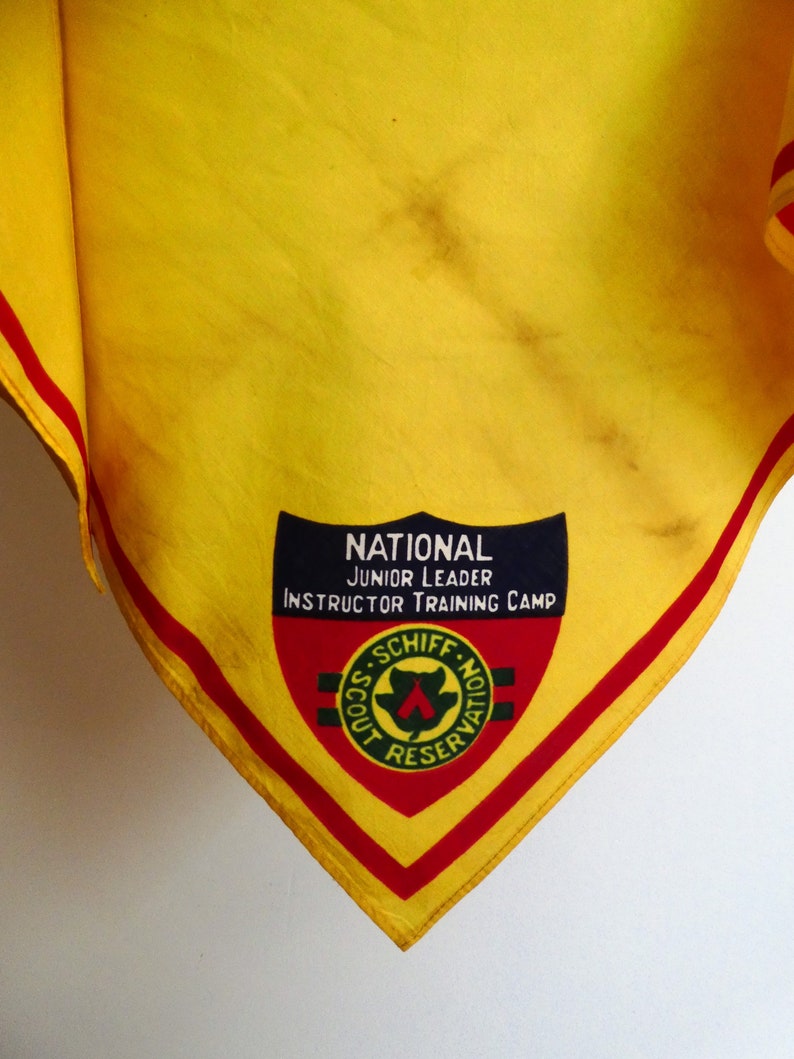 NATIONAL
JUNIOR LEADER
INSTRUCTOR TRAINING CAMP
· SCHIFF · SCOUT RESERVATION